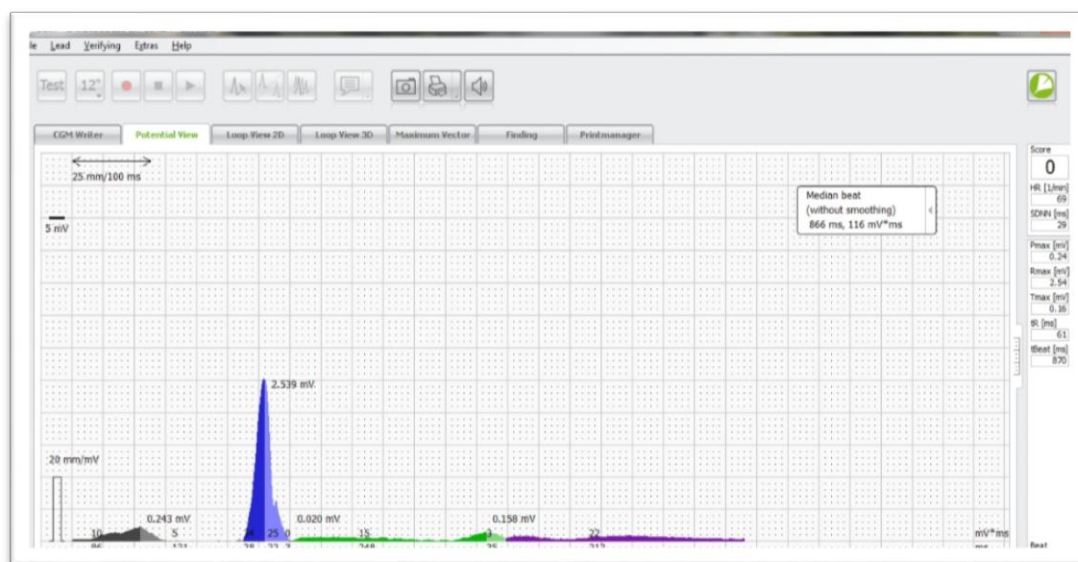 Lead Verifying Extras Help
Test 12"
CGM Writer Potential View Loop View 2D Loop View 3D Maximum Vector Finding Printmanager
25 mm/100 ms
5 mV
Median beat
(without smoothing)
866 ms, 116 mV*ms
Score
0
HR [1/min]
69
SDNN [ms]
29
Pmax [mV]
0.24
Rmax [mV]
2.54
Tmax [mV]
0.16
tR [ms]
61
tBeat [ms]
870
2.539 mV
20 mm/mV
0.243 mV 0.020 mV 0.158 mV
10 5 25 0 15 3 22 mV*ms
Beat